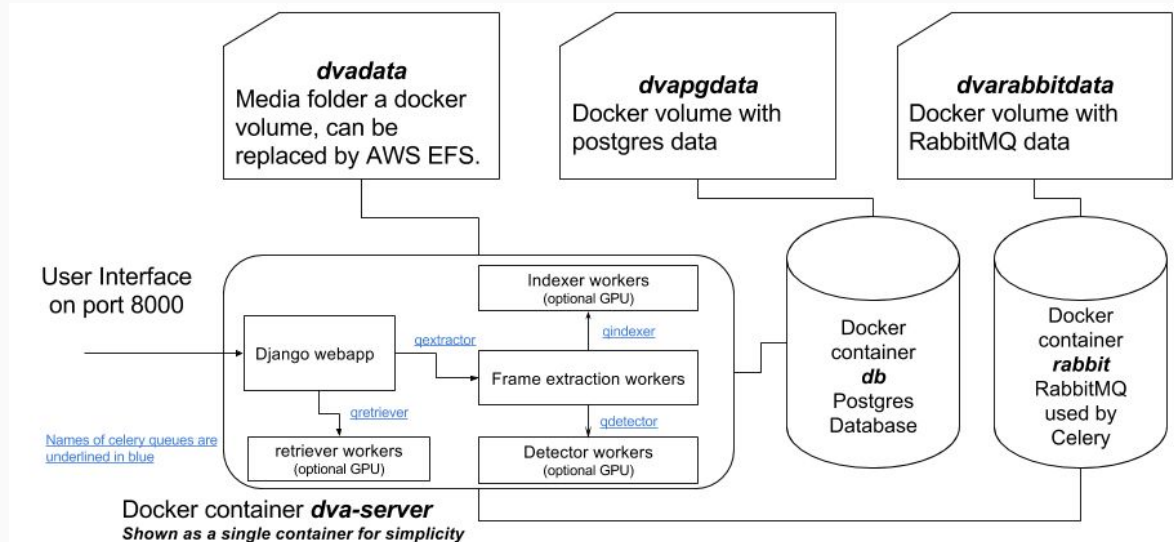 dvadata
Media folder a docker
volume, can be
replaced by AWS EFS.
dvapgdata
Docker volume with
postgres data
dvarabbitdata
Docker volume with
RabbitMQ data
User Interface
on port 8000
Indexer workers
(optional GPU)
qindexer
Django webapp
qextractor
Frame extraction workers
qretriever
qdetector
Names of celery queues are
underlined in blue
retriever workers
(optional GPU)
Detector workers
(optional GPU)
Docker
container
db
Postgres
Database
Docker
container
rabbit
RabbitMQ
used by
Celery
Docker container dva-server
Shown as a single container for simplicity